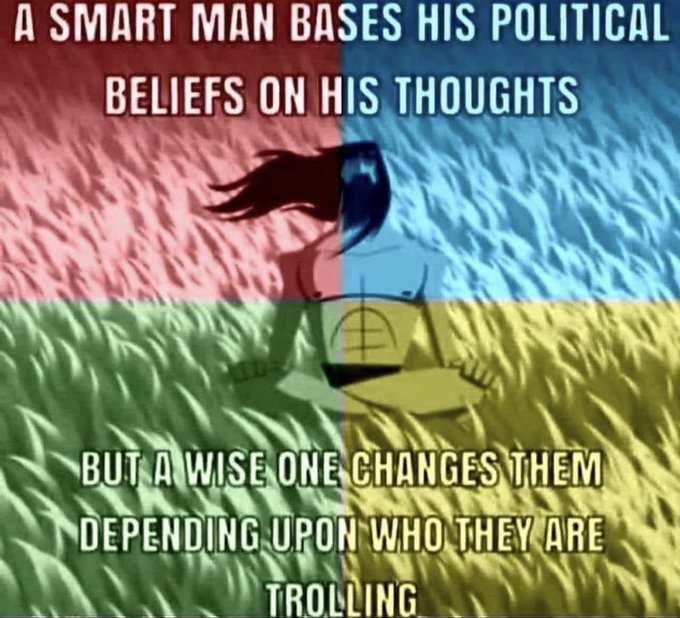 A SMART MAN BASES HIS POLITICAL
BELIEFS ON HIS THOUGHTS
BUT A WISE ONE CHANGES THEM
DEPENDING UPON WHO THEY ARE
TROLLING